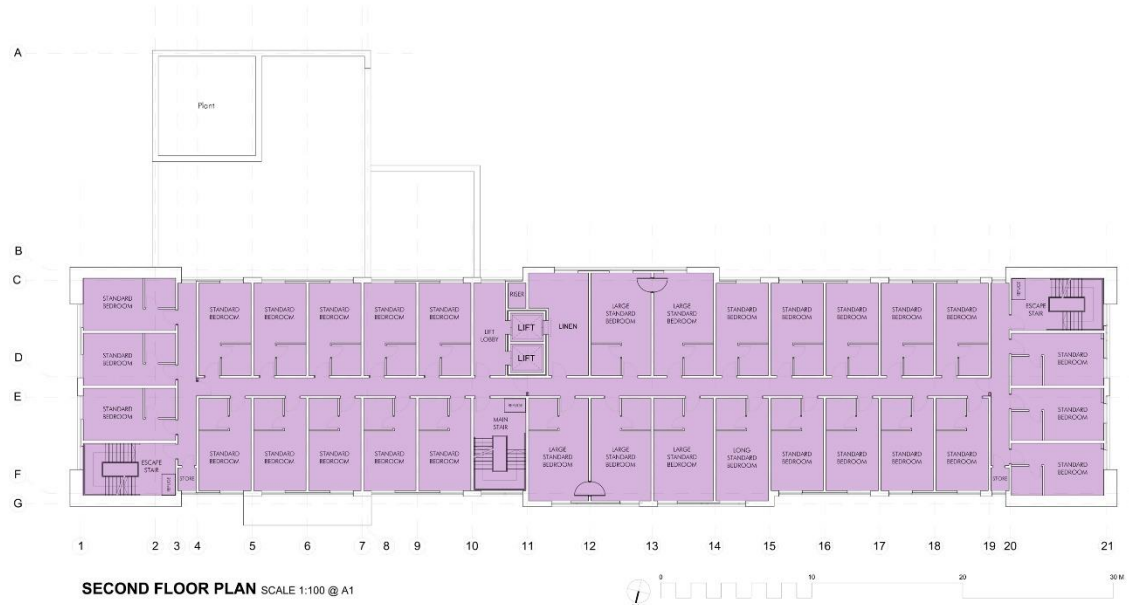 A
Plant
B
C
D
E
F
G
STANDARD
BEDROOM
STANDARD
BEDROOM
STANDARD
BEDROOM
ESCAPE
STAIR
REFUGE
STORE
STANDARD
BEDROOM
STANDARD
BEDROOM
STANDARD
BEDROOM
STANDARD
BEDROOM
STANDARD
BEDROOM
LIFT
LOBBY
RISER
LIFT
LIFT
LINEN
LARGE
STANDARD
BEDROOM
LARGE
STANDARD
BEDROOM
STANDARD
BEDROOM
STANDARD
BEDROOM
STANDARD
BEDROOM
STANDARD
BEDROOM
STANDARD
BEDROOM
REFUGE
ESCAPE
STAIR
STANDARD
BEDROOM
STANDARD
BEDROOM
STANDARD
BEDROOM
STANDARD
BEDROOM
STANDARD
BEDROOM
STANDARD
BEDROOM
STANDARD
BEDROOM
STANDARD
BEDROOM
REFUGE
MAIN
STAIR
LARGE
STANDARD
BEDROOM
LARGE
STANDARD
BEDROOM
LARGE
STANDARD
BEDROOM
LONG
STANDARD
BEDROOM
STANDARD
BEDROOM
STANDARD
BEDROOM
STANDARD
BEDROOM
STANDARD
BEDROOM
STORE
1 2 3 4 5 6 7 8 9 10 11 12 13 14 15 16 17 18 19 20 21
SECOND FLOOR PLAN SCALE 1:100 @ A1
0 10 20 30 M